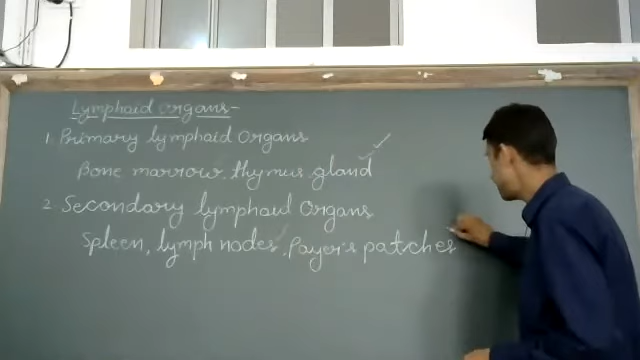 Lymphoid organs-
1. Primary lymphoid Organs
Bone marrow, thymus gland
2. Secondary lymphoid Organs
Spleen, lymph nodes, Payer's patches